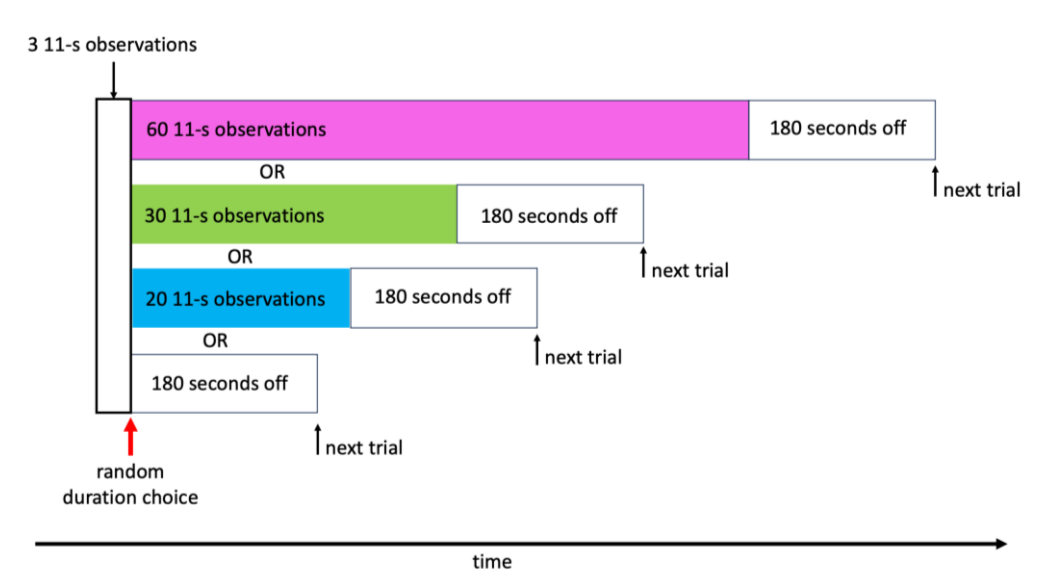 3 11-s observations
60 11-s observations
180 seconds off
next trial
OR
30 11-s observations
180 seconds off
next trial
OR
20 11-s observations
180 seconds off
next trial
OR
180 seconds off
next trial
random
duration choice
time